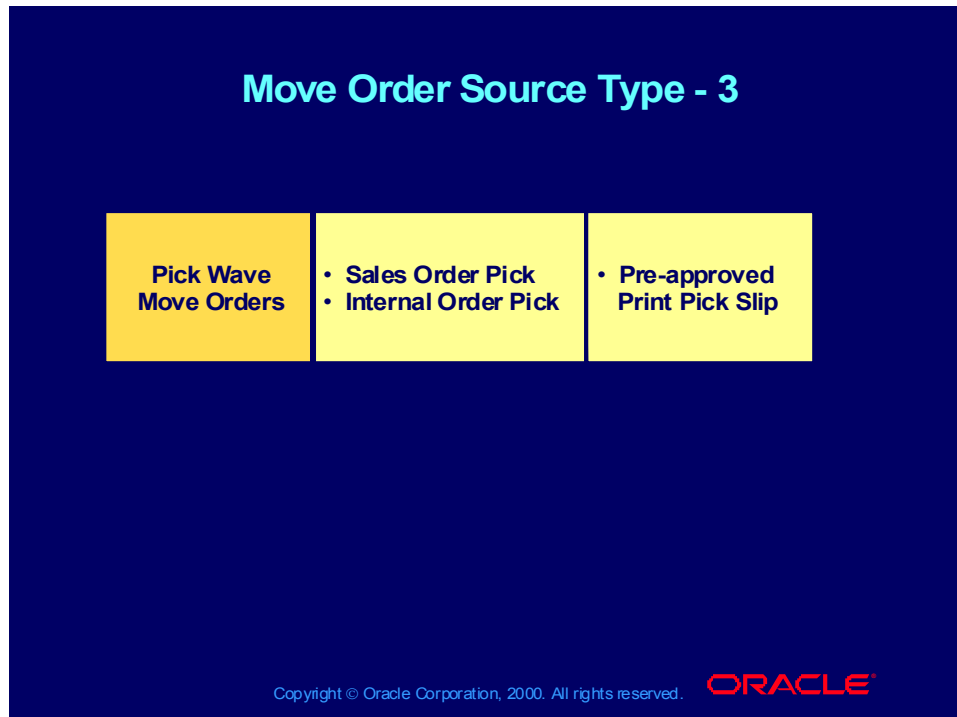 Move Order Source Type - 3
Pick Wave
Move Orders
• Sales Order Pick
• Internal Order Pick
• Pre-approved
Print Pick Slip
Copyright © Oracle Corporation, 2000. All rights reserved.
ORACLE®